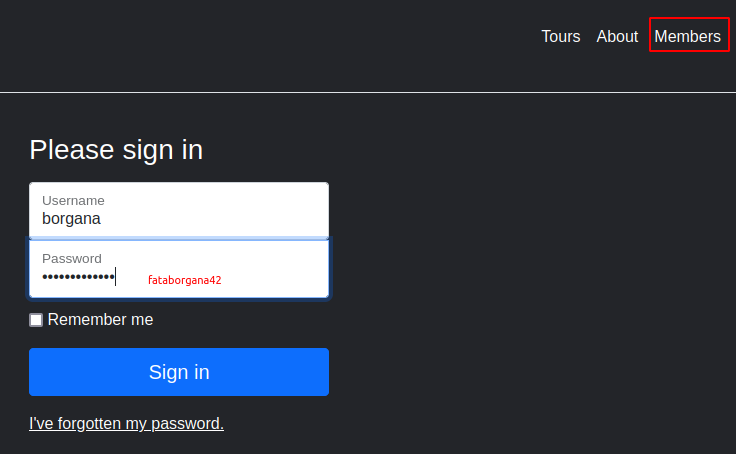 Tours About Members
Please sign in
Username
borgana
Password
••••••••••••• fataborgana42
Remember me
Sign in
I've forgotten my password.